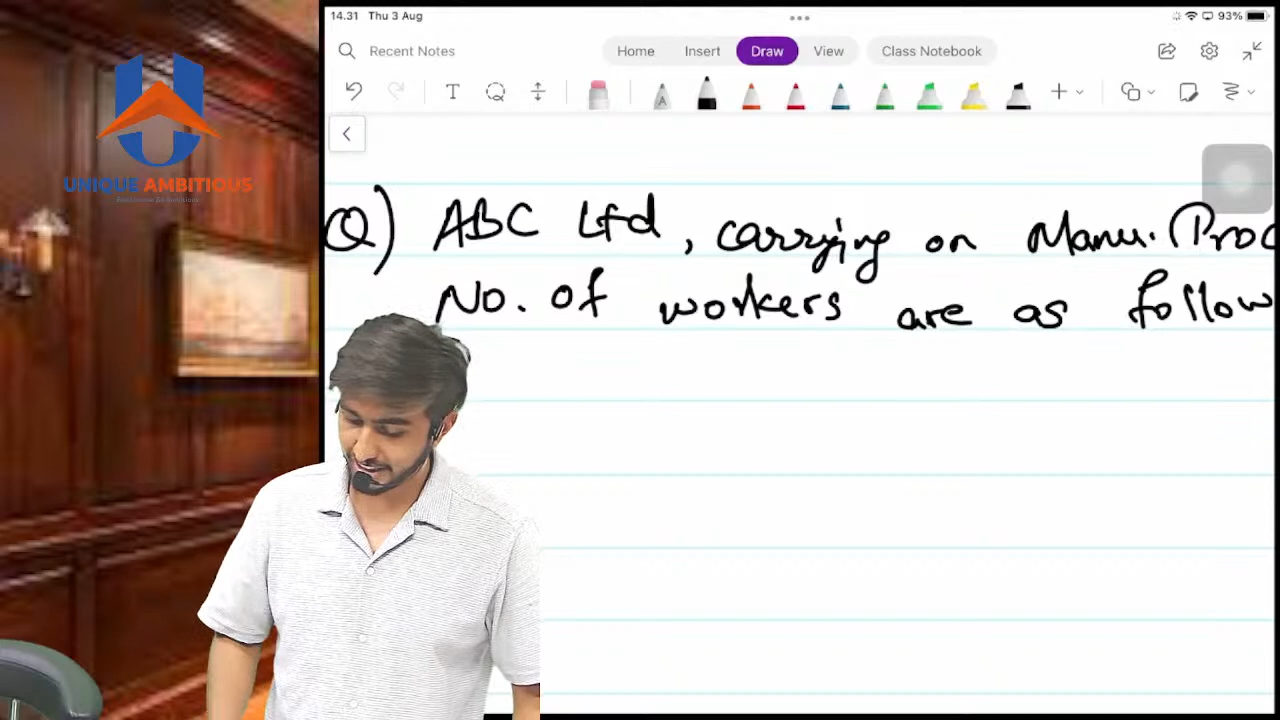 14.31 Thu 3 Aug
93%
Recent Notes
Home Insert Draw View Class Notebook
T
A
UNIQUE AMBITIOUS
Q) ABC Ltd, carrying on Manu. Proc
No. of workers are as follow